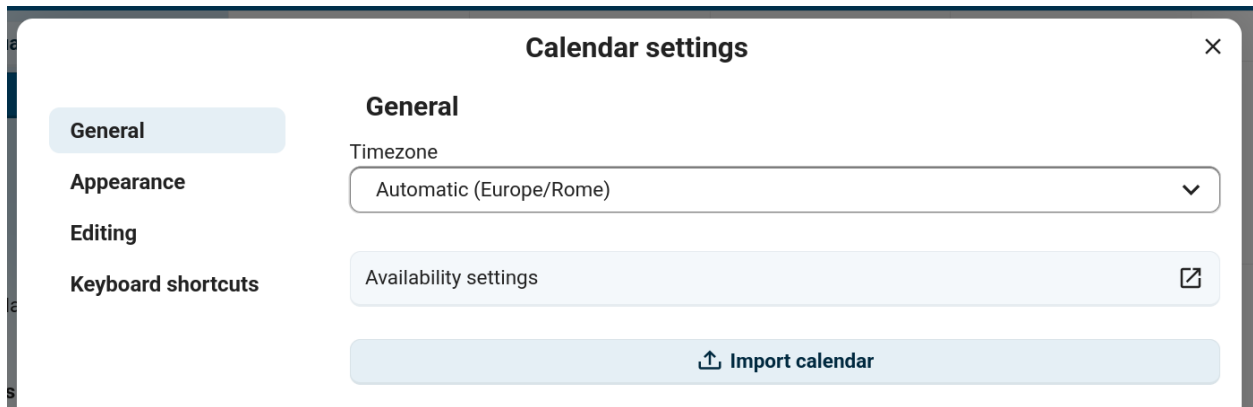 Calendar settings
General
Appearance
Editing
Keyboard shortcuts
General
Timezone
Automatic (Europe/Rome)
Availability settings
Import calendar